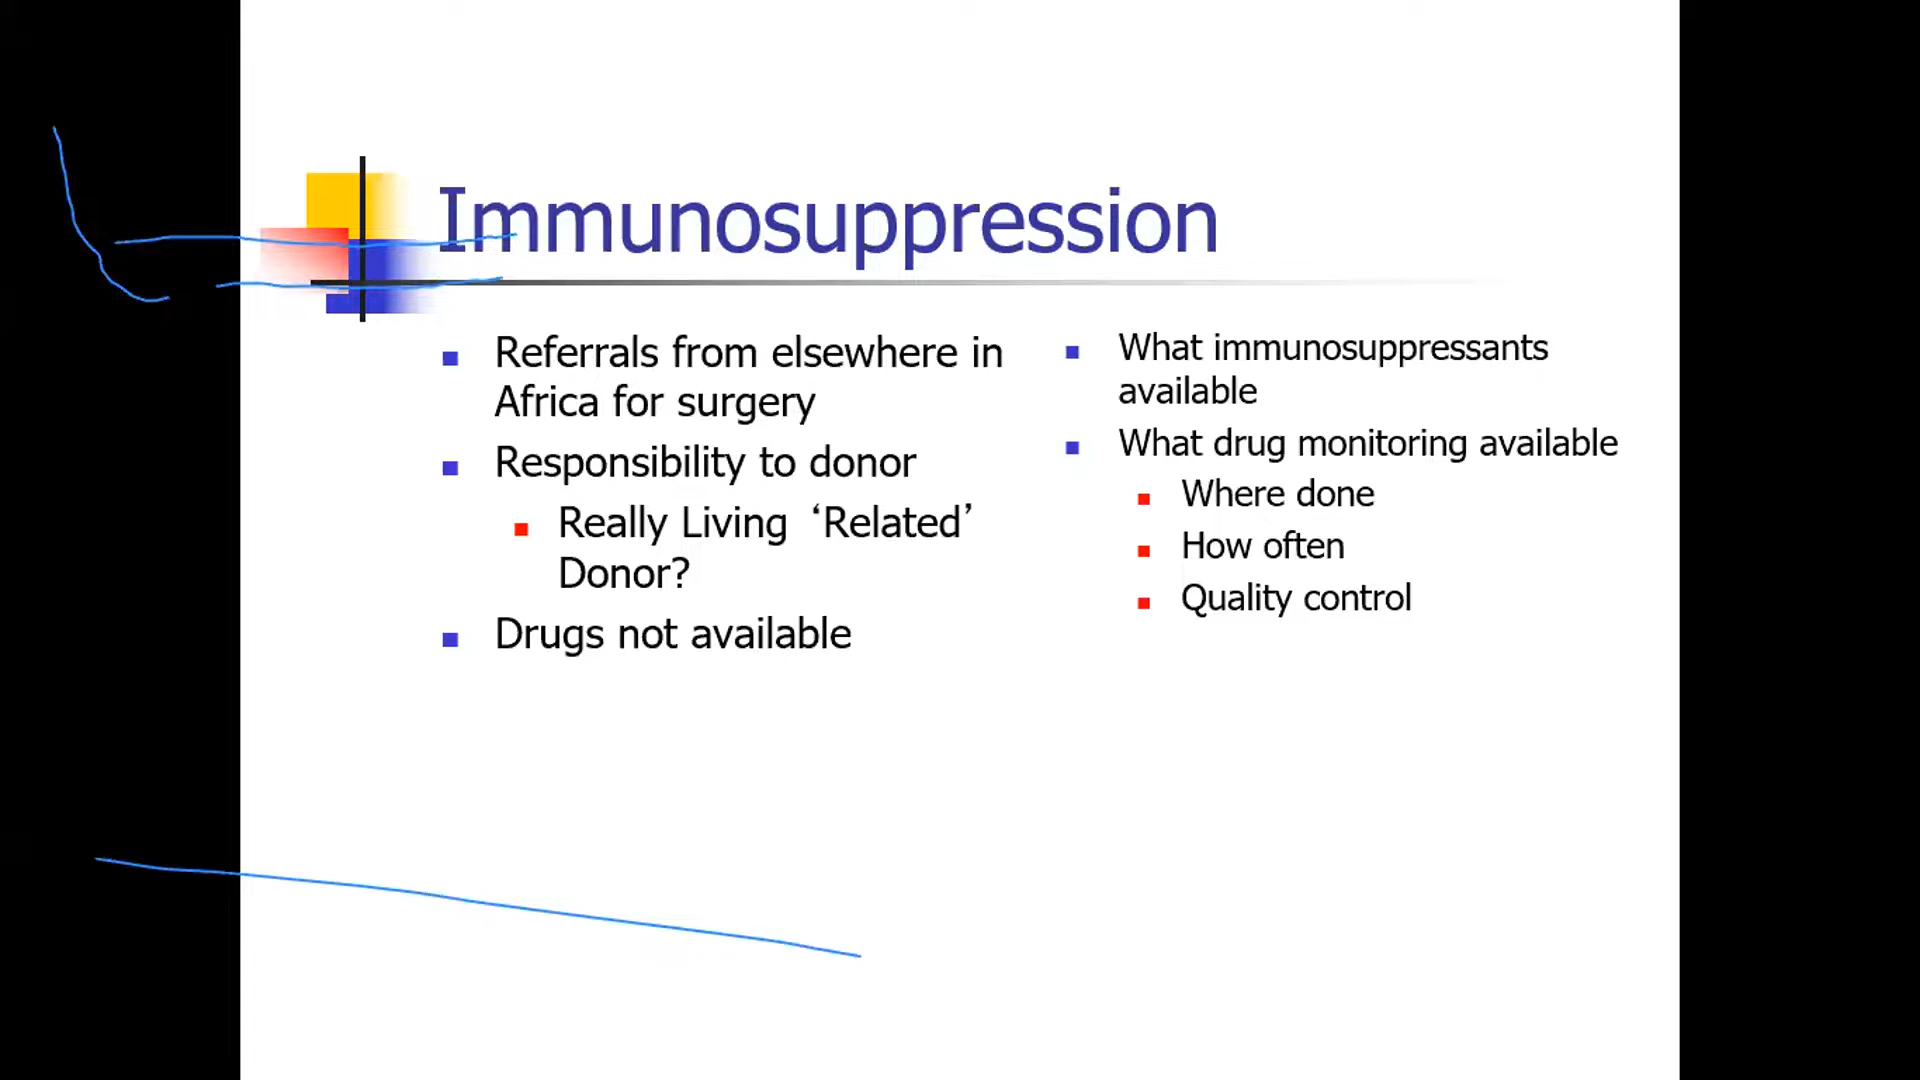 Immunosuppression
Referrals from elsewhere in
Africa for surgery
Responsibility to donor
Really Living ‘Related’
Donor?
Drugs not available
What immunosuppressants
available
What drug monitoring available
Where done
How often
Quality control